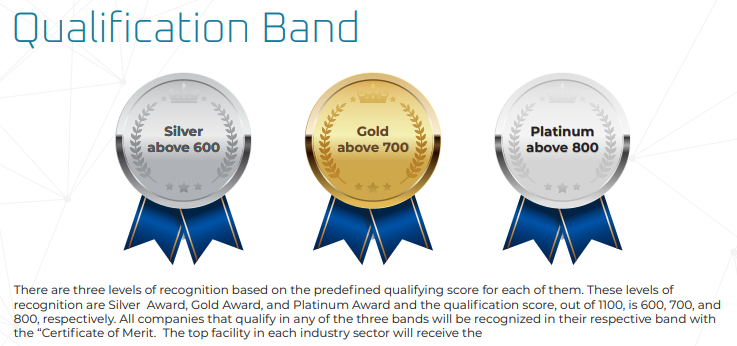 Qualification Band
Silver
above 600
Gold
above 700
Platinum
above 800
There are three levels of recognition based on the predefined qualifying score for each of them. These levels of
recognition are Silver  Award, Gold Award, and Platinum Award and the qualification score, out of 1100, is 600, 700, and
800, respectively. All companies that qualify in any of the three bands will be recognized in their respective band with
the “Certificate of Merit.  The top facility in each industry sector will receive the